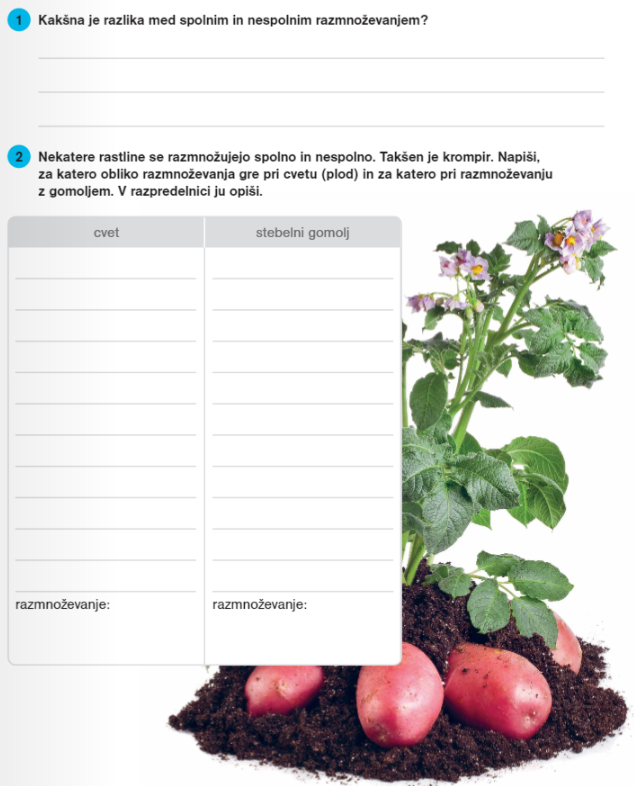 1 Kakšna je razlika med spolnim in nespolnim razmnoževanjem?
2 Nekatere rastline se razmnožujejo spolno in nespolno. Takšen je krompir. Napiši,
za katero obliko razmnoževanja gre pri cvetu (plod) in za katero pri razmnoževanju
z gomoljem. V razpredelnici ju opiši.
cvet
stebelni gomolj
razmnoževanje:
razmnoževanje: